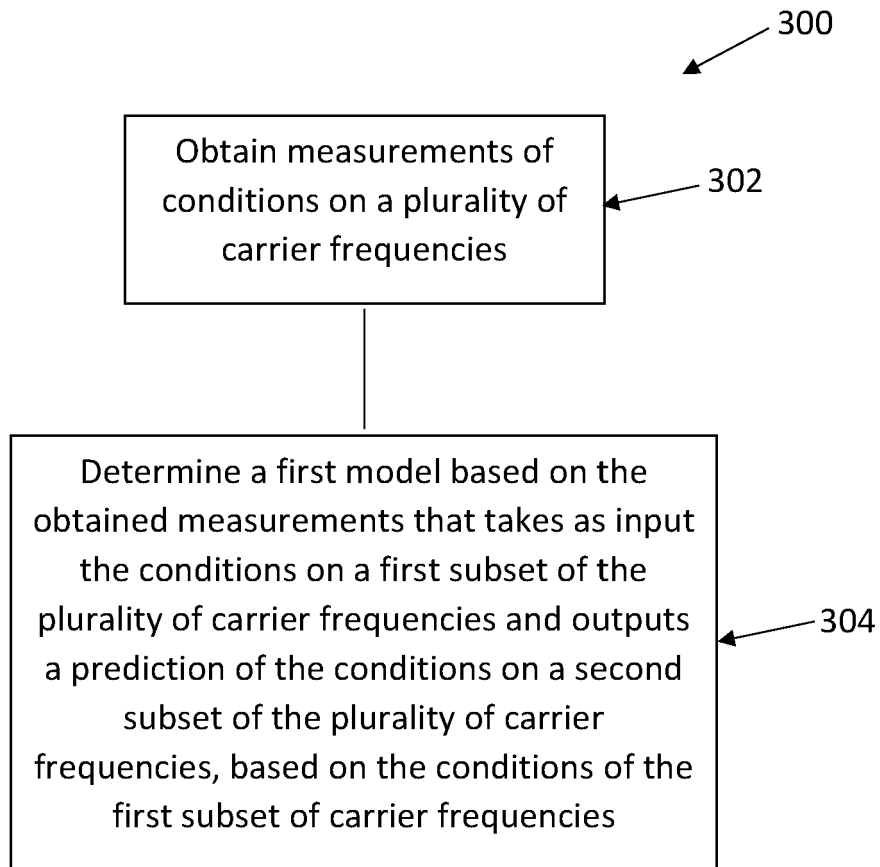 300
Obtain measurements of
conditions on a plurality of
carrier frequencies
302
Determine a first model based on the
obtained measurements that takes as input
the conditions on a first subset of the
plurality of carrier frequencies and outputs
a prediction of the conditions on a second
subset of the plurality of carrier
frequencies, based on the conditions of the
first subset of carrier frequencies
304